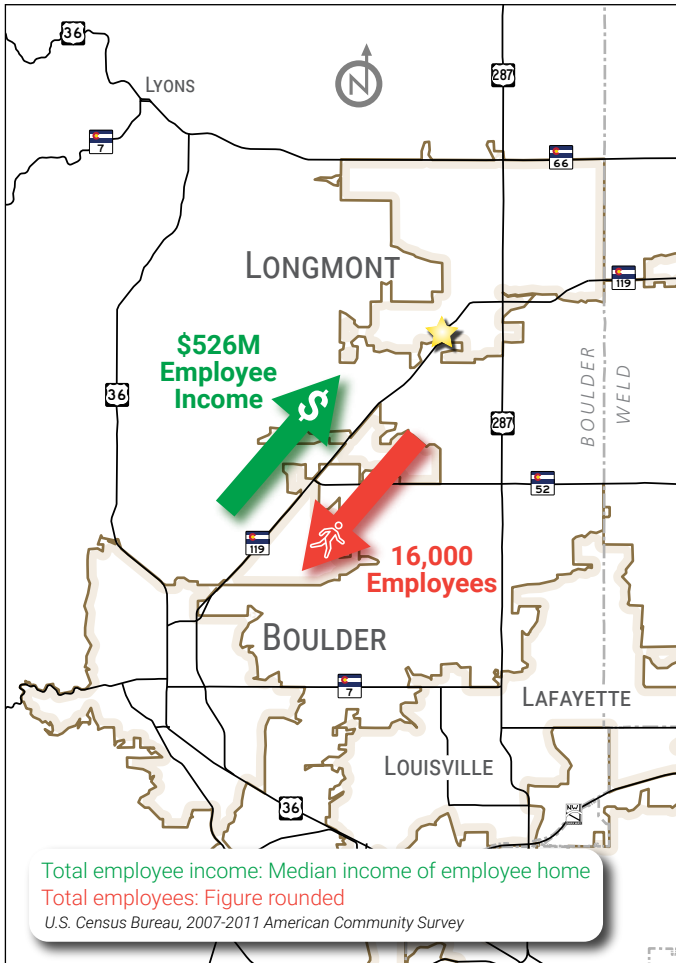 36
N
LYONS
287
7
66
LONGMONT
119
$526M
Employee
Income
$
BOULDER
WELD
36
287
52
119
16,000
Employees
BOULDER
7
LAFAYETTE
LOUISVILLE
36
Total employee income: Median income of employee home
Total employees: Figure rounded
U.S. Census Bureau, 2007-2011 American Community Survey